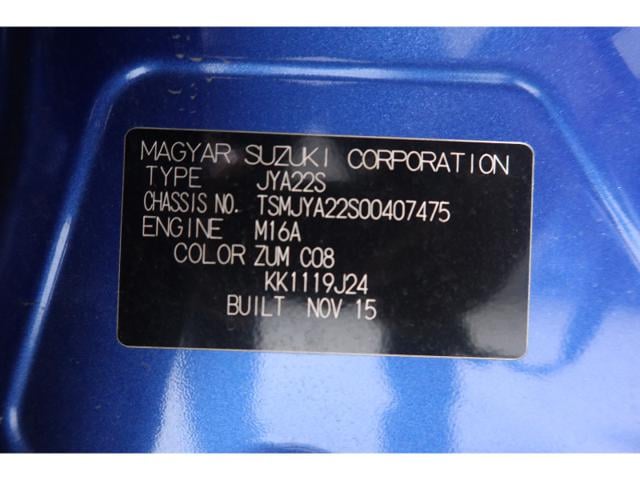 MAGYAR SUZUKI CORPORATION
TYPE JYA22S
CHASSIS NO. TSMJYA22S00407475
ENGINE M16A
COLOR ZUM C08
KK1119J24
BUILT NOV 15